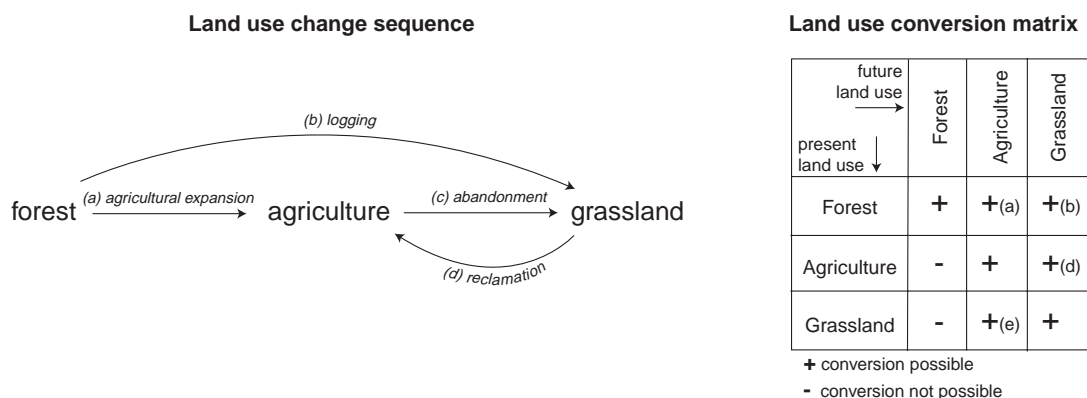 Land use change sequence
(b) logging
forest
(a) agricultural expansion
agriculture
(c) abandonment
grassland
(d) reclamation
Land use conversion matrix
future
land use
present
land use
Forest
Agriculture
Grassland
Forest + +(a) +(b)
Agriculture - + +(d)
Grassland - +(e) +
+ conversion possible
- conversion not possible